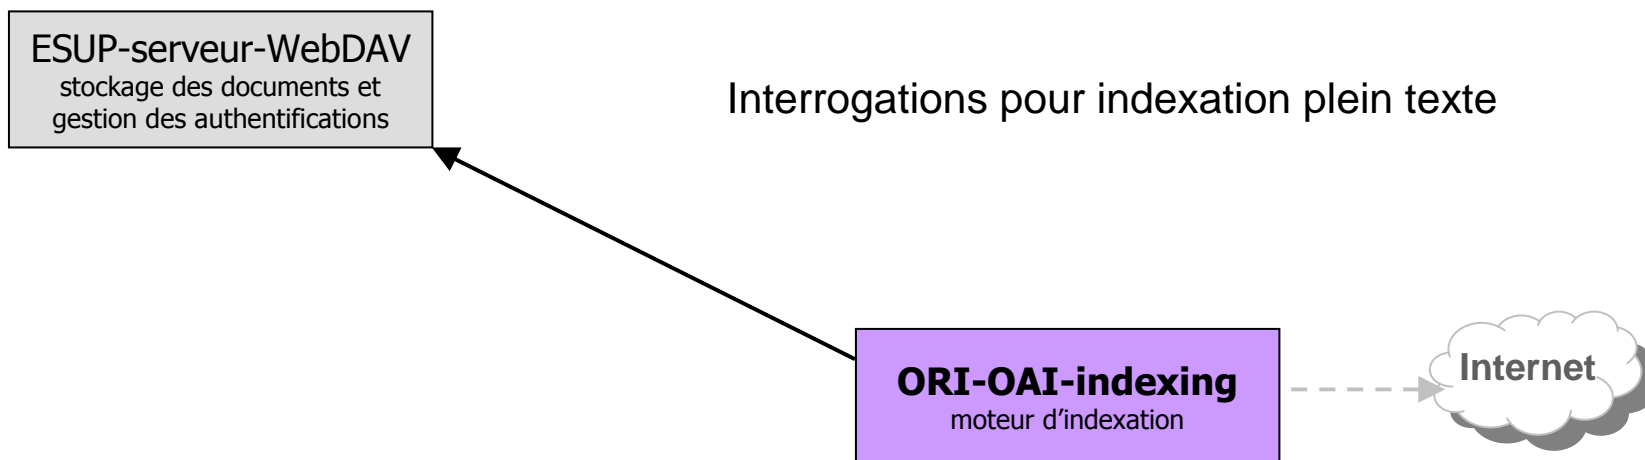 ESUP-serveur-WebDAV
stockage des documents et
gestion des authentifications
Interrogations pour indexation plein texte
ORI-OAI-indexing
moteur d’indexation
Internet